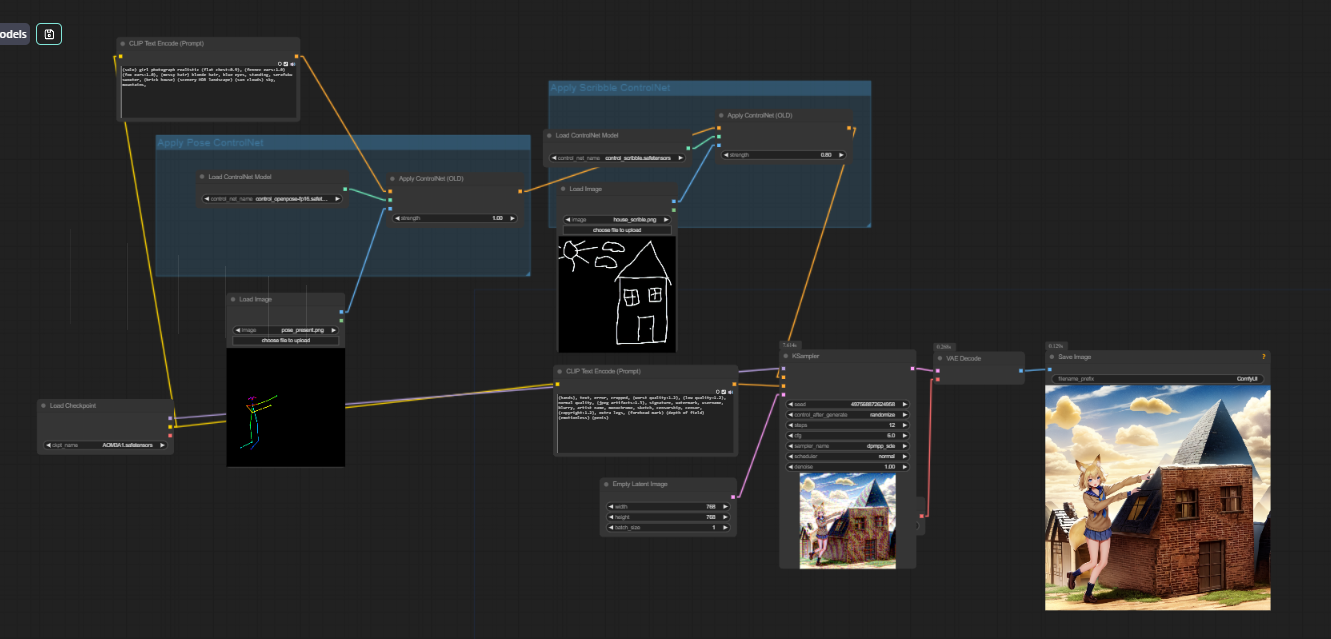 odels
CLIP Text Encode (Prompt)
(solo) girl photograph realistic (flat chest:0.9), (fennec ears:1.0)
(fox ears:1.0), (messy hair) blonde hair, blue eyes, standing, serafuku
sweater, (brick house) (scenery HDR landscape) (sun clouds) sky,
mountains,
Apply Scribble ControlNet
Apply ControlNet (OLD)
Load ControlNet Model
control_net_name control_scribble.safetensors
strength 0.80
Apply Pose ControlNet
Load ControlNet Model
control_net_name control_openpose-fp16.safet...
Apply ControlNet (OLD)
strength 1.00
Load Image
image house_scrible.png
choose file to upload
Load Image
image pose_present.png
choose file to upload
Load Checkpoint
ckpt_name AOM3A1.safetensors
CLIP Text Encode (Prompt)
(hands), text, error, cropped, (worst quality:1.2), (low quality:1.2),
normal quality, (jpeg artifacts:1.3), signature, watermark, username,
blurry, artist name, monochrome, sketch, censorship, censor,
(copyright:1.2), extra legs, (forehead mark) (depth of field)
(emotionless) (penis)
Empty Latent Image
width 768
height 768
batch_size 1
KSampler
seed
control_after_generate randomize
steps 12
cfg 6.0
sampler_name dpmpp_sde
scheduler normal
denoise 1.00
VAE Decode
Save Image
?
filename_prefix ComfyUI